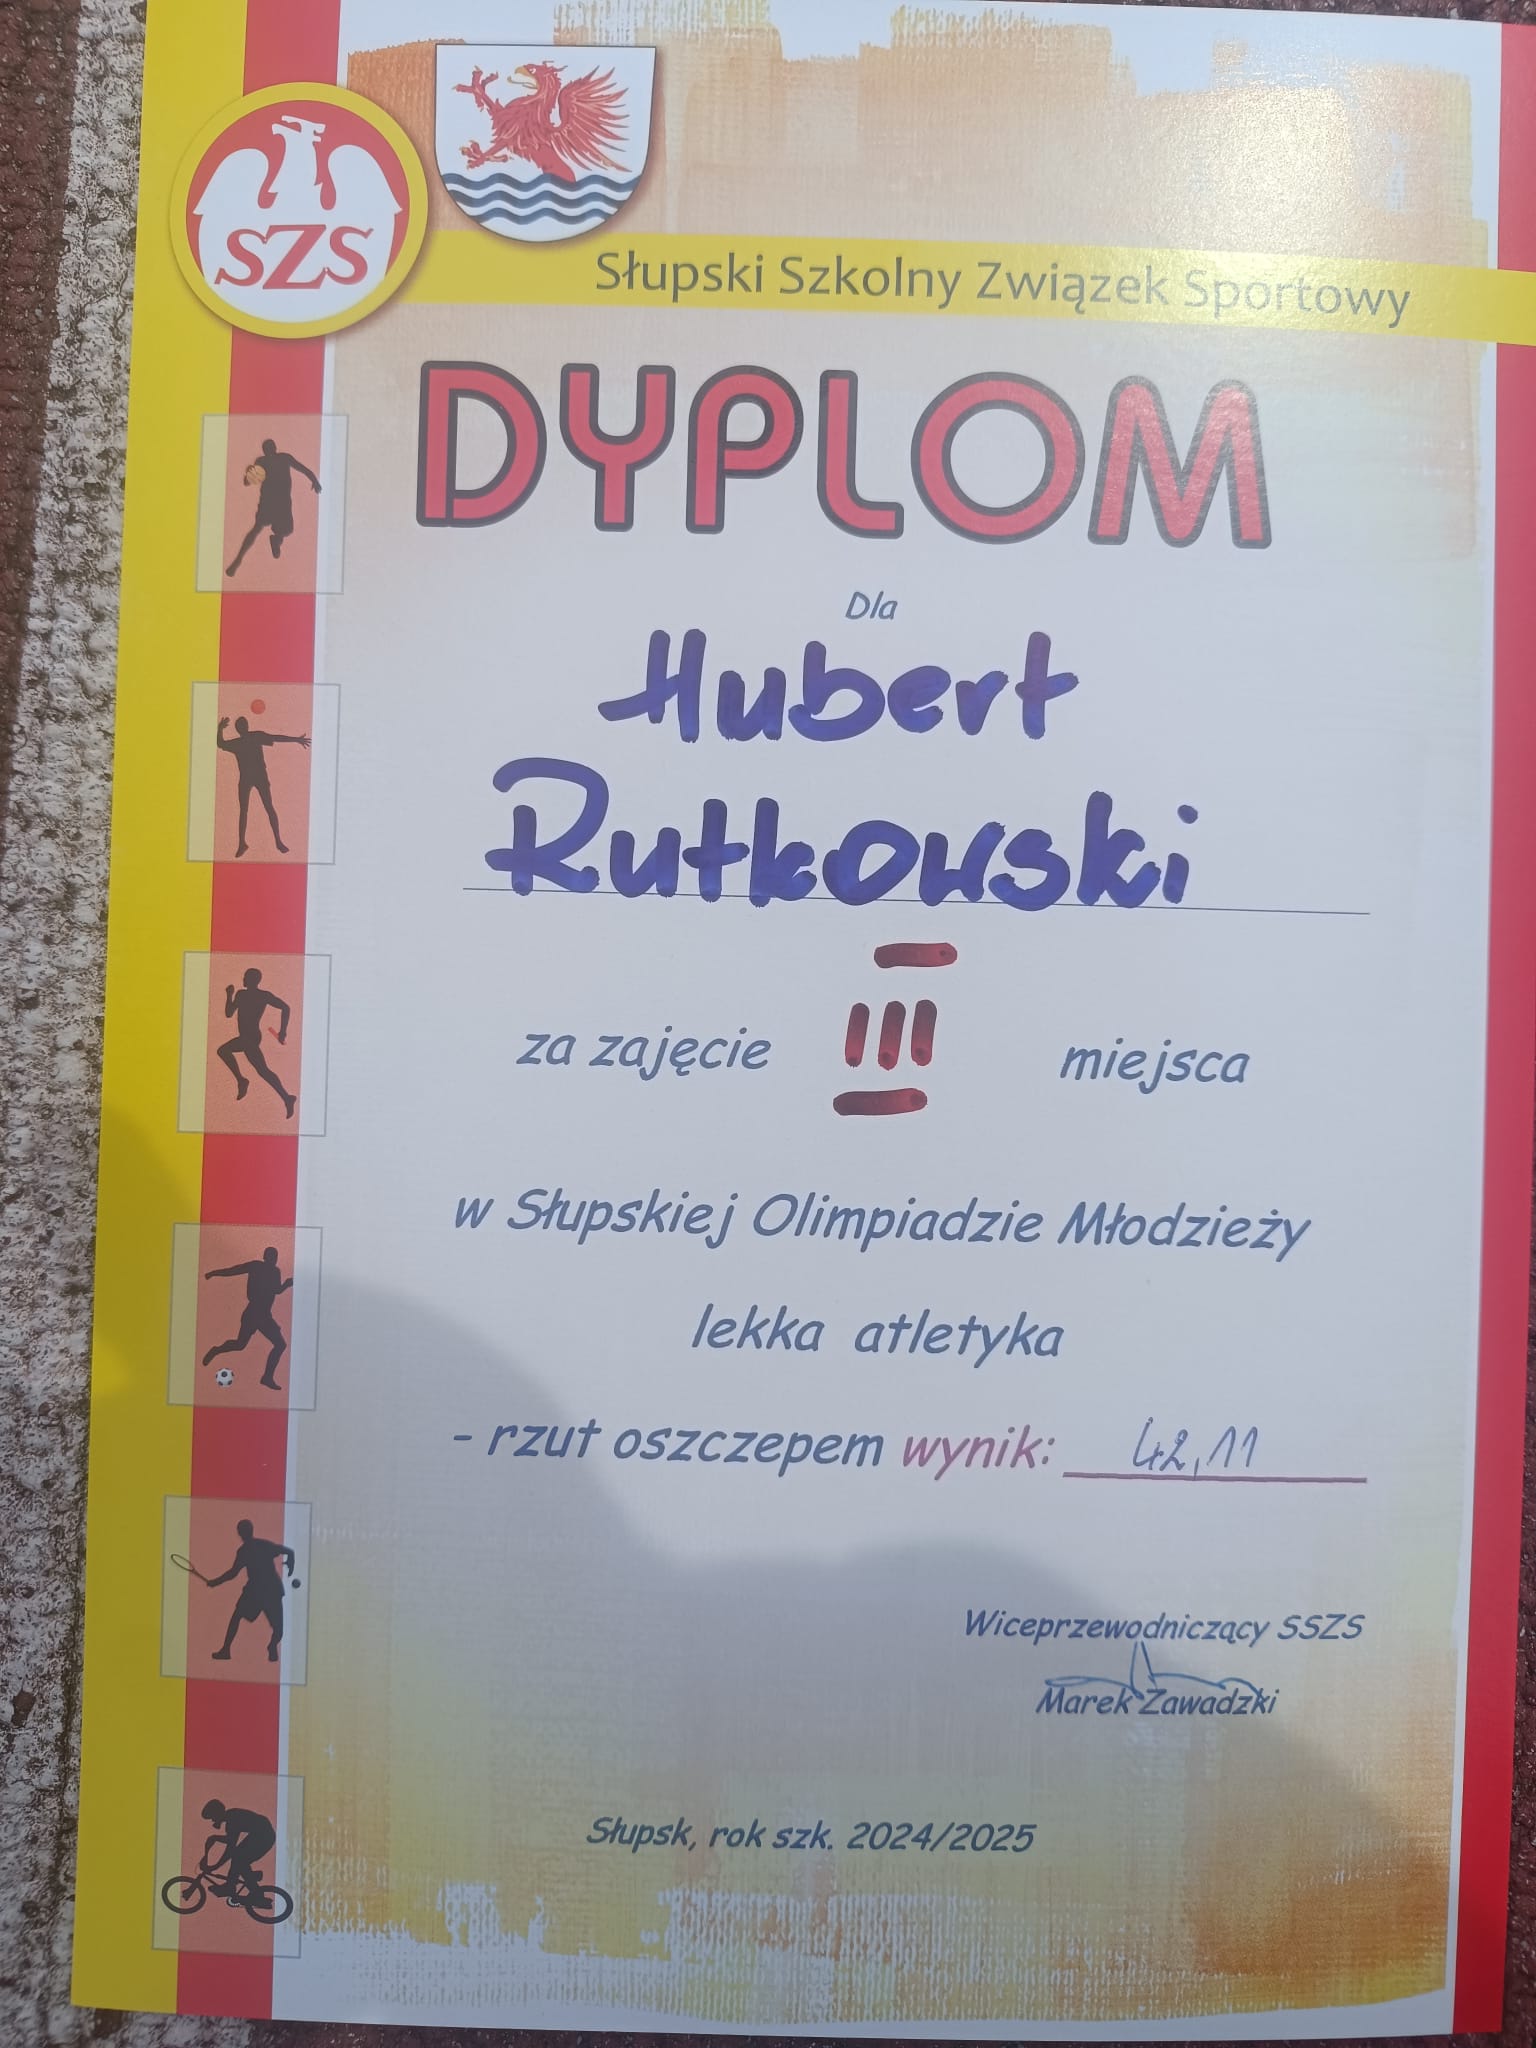 SZS
Słupski Szkolny Związek Sportowy
DYPLOM
Dla
Hubert
Rutkowski
za zajęcie III miejsca
w Słupskiej Olimpiadzie Młodzieży
lekka atletyka
- rzut oszczepem wynik: 42,11
Wiceprzewodniczący SSZS
Marek Zawadzki
Słupsk, rok szk. 2024/2025